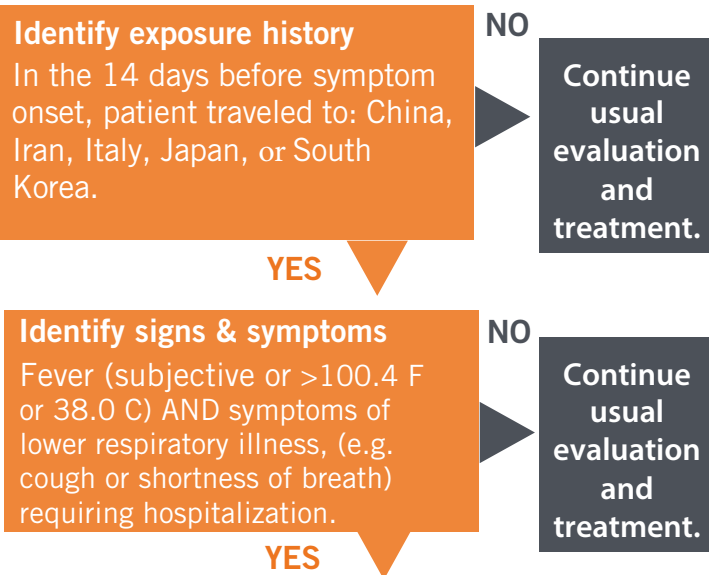 Identify exposure history
In the 14 days before symptom
onset, patient traveled to: China,
Iran, Italy, Japan, or South
Korea.
NO
Continue
usual
evaluation
and
treatment.
YES
Identify signs & symptoms
Fever (subjective or >100.4 F
or 38.0 C) AND symptoms of
lower respiratory illness, (e.g.
cough or shortness of breath)
requiring hospitalization.
NO
Continue
usual
evaluation
and
treatment.
YES